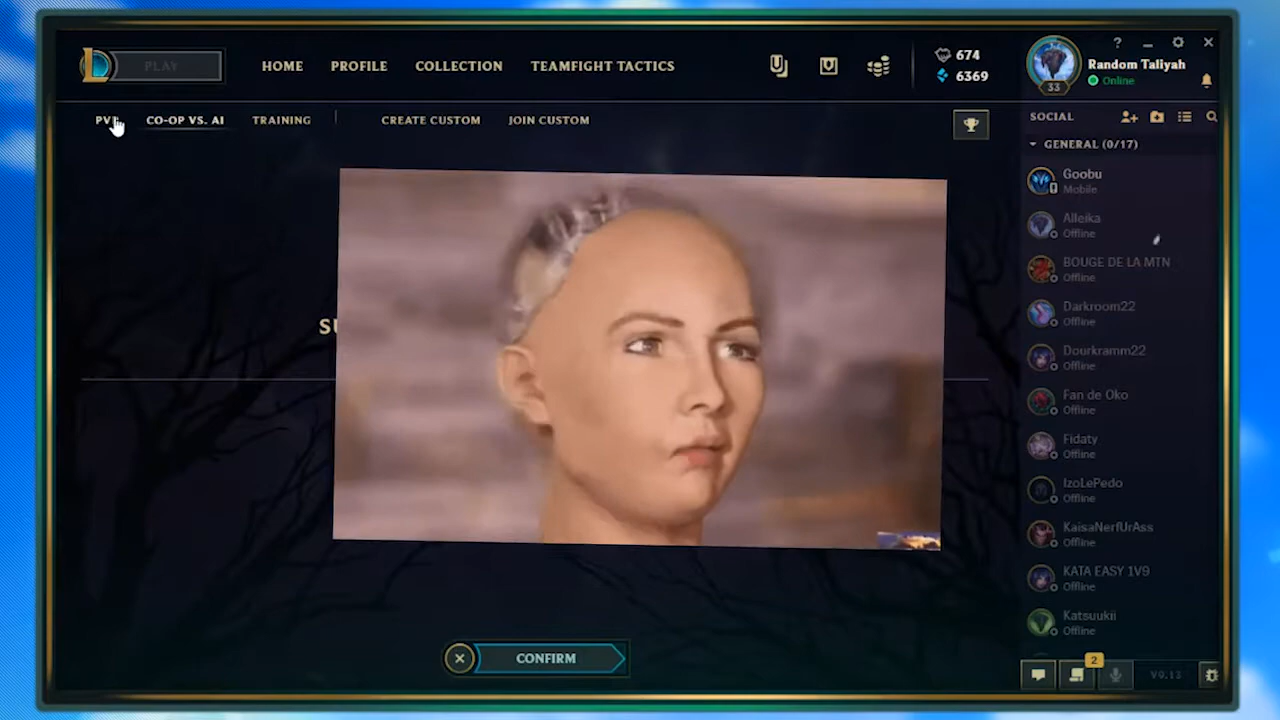 PLAY
HOME
PROFILE
COLLECTION
TEAMFIGHT TACTICS
674
6369
?
33
Random Taliyah
Online
CO-OP VS. AI
TRAINING
CREATE CUSTOM
JOIN CUSTOM
SOCIAL
GENERAL (0/17)
Goobu
Mobile
Alleika
Offline
BOUGE DE LA MTN
Offline
Darkroom22
Offline
Dourkramm22
Offline
Fan de Oko
Offline
Fidaty
Offline
IzoLePedo
Offline
KaisaNerfUrAss
Offline
KATA EASY 1V9
Offline
Katsuukii
Offline
CONFIRM
2
V0.13